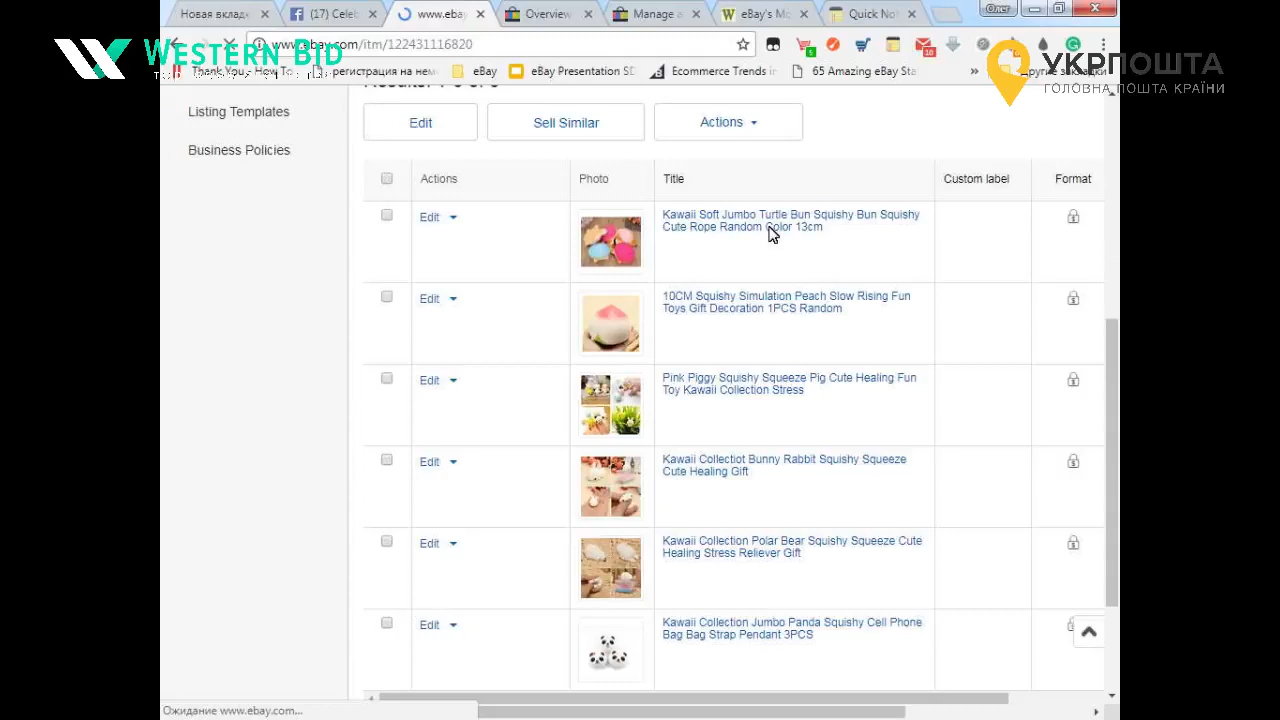 Новая вклад
(17) Celeb
www.ebay
Overview
Manage a
eBay's Mo
Quick Not
Олег
www.ebay.com/itm/122431116820
WESTERN BID
УКРПОШТА
ГОЛОВНА ПОШТА КРАЇНИ
Thank You - How To
регистрация на нем
eBay
eBay Presentation SD
Ecommerce Trends in
65 Amazing eBay Sta
»
Другие закладки
Listing Templates
Business Policies
Edit
Sell Similar
Actions
Actions
Photo
Title
Custom label
Format
Edit
Kawaii Soft Jumbo Turtle Bun Squishy Bun Squishy
Cute Rope Random Color 13cm
Edit
10CM Squishy Simulation Peach Slow Rising Fun
Toys Gift Decoration 1PCS Random
Edit
Pink Piggy Squishy Squeeze Pig Cute Healing Fun
Toy Kawaii Collection Stress
Edit
Kawaii Collectiot Bunny Rabbit Squishy Squeeze
Cute Healing Gift
Edit
Kawaii Collection Polar Bear Squishy Squeeze Cute
Healing Stress Reliever Gift
Edit
Kawaii Collection Jumbo Panda Squishy Cell Phone
Bag Bag Strap Pendant 3PCS
Ожидание www.ebay.com...